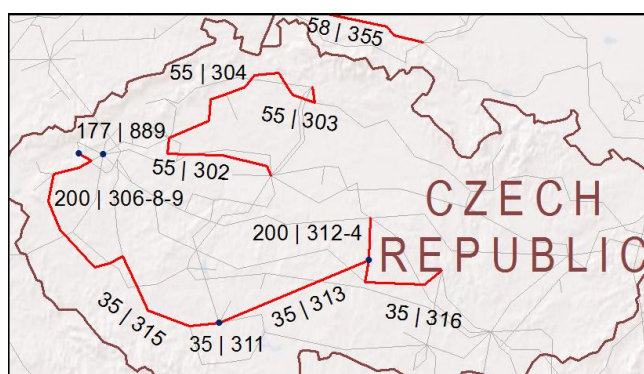 58 | 355
55 | 304
55 | 303
177 | 889
55 | 302
200 | 306-8-9
CZECH
REPUBLIC
200 | 312-4
35 | 313
35 | 316
35 | 315
35 | 311